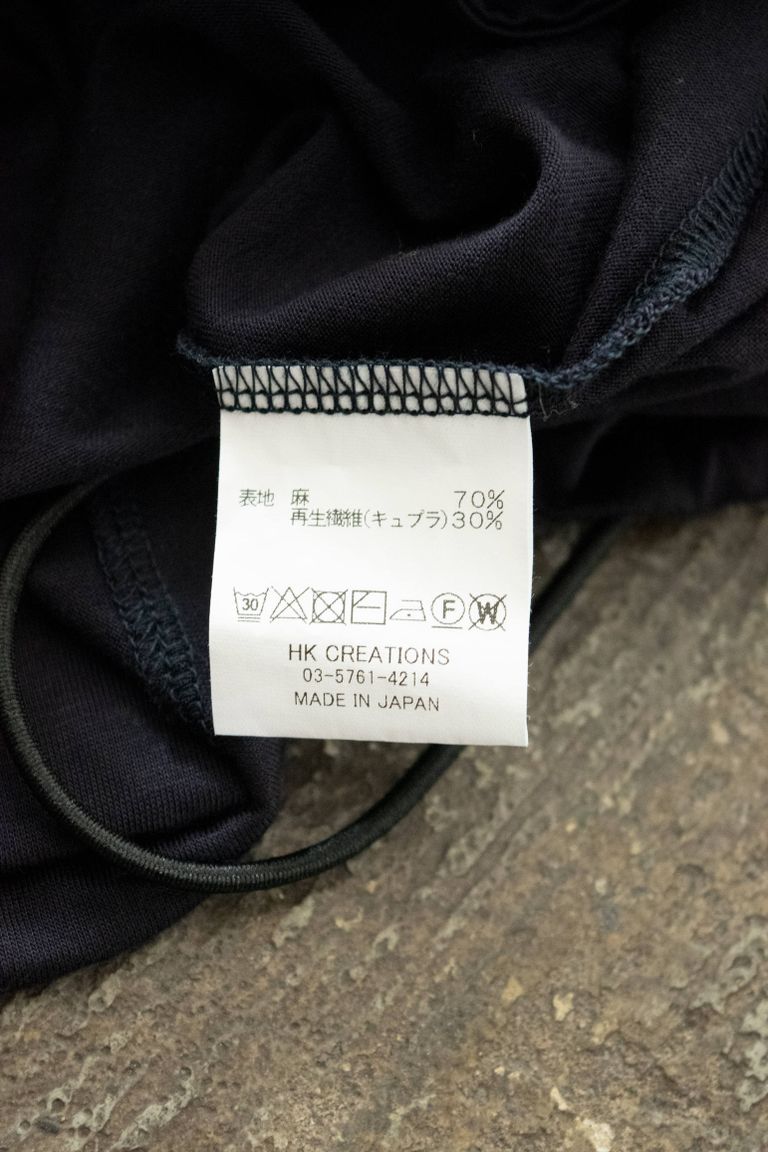 表地 麻 70%
再生繊維(キュプラ)30%
30 F W
HK CREATIONS
03-5761-4214
MADE IN JAPAN